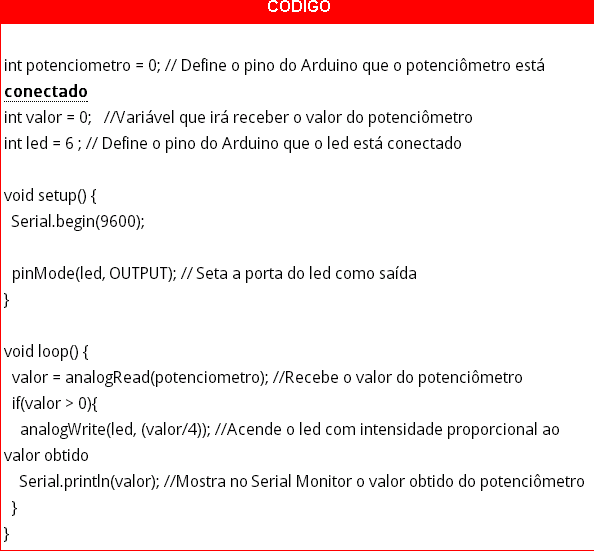 CÓDIGO
int potenciometro = 0; // Define o pino do Arduino que o potenciômetro está
conectado
int valor = 0;   //Variável que irá receber o valor do potenciômetro
int led = 6 ; // Define o pino do Arduino que o led está conectado
void setup() {
  Serial.begin(9600);
  pinMode(led, OUTPUT); // Seta a porta do led como saída
}
void loop() {
  valor = analogRead(potenciometro); //Recebe o valor do potenciômetro
  if(valor > 0){
    analogWrite(led, (valor/4)); //Acende o led com intensidade proporcional ao
valor obtido
    Serial.println(valor); //Mostra no Serial Monitor o valor obtido do potenciômetro
  }
}